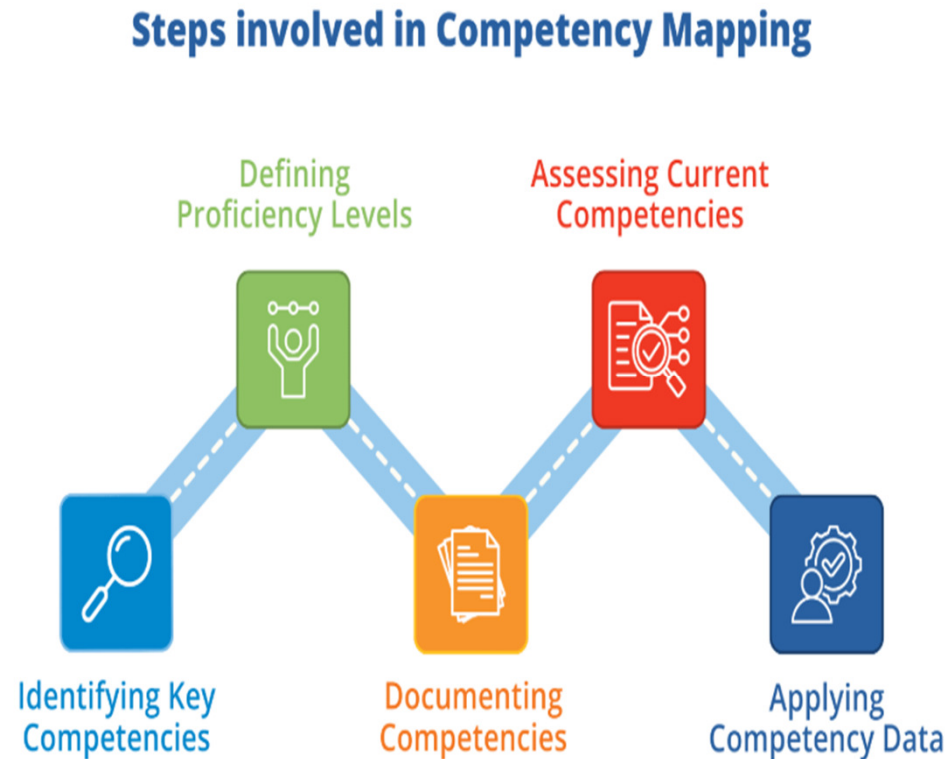 Steps involved in Competency Mapping
Defining
Proficiency Levels
Assessing Current
Competencies
Identifying Key
Competencies
Documenting
Competencies
Applying
Competency Data